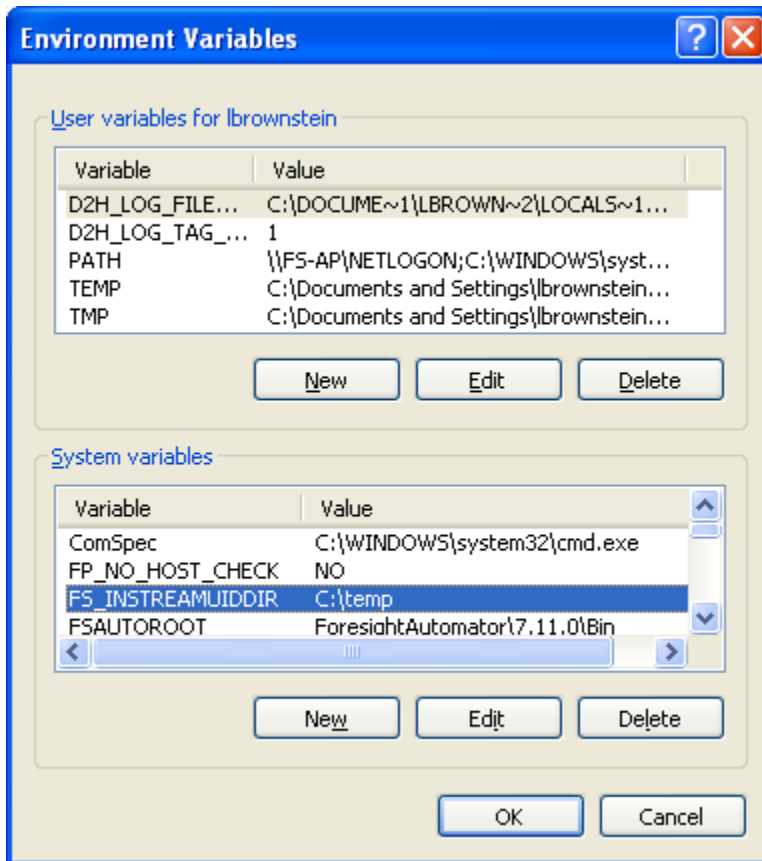 Environment Variables
User variables for lbrownstein
Variable Value
D2H_LOG_FILE... C:\DOCUME~1\LBROWN~2\LOCALS~1...
D2H_LOG_TAG_... 1
PATH \\FS-AP\NETLOGON;C:\WINDOWS\syst...
TEMP C:\Documents and Settings\lbrownstein...
TMP C:\Documents and Settings\lbrownstein...
New Edit Delete
System variables
Variable Value
ComSpec C:\WINDOWS\system32\cmd.exe
FP_NO_HOST_CHECK NO
FS_INSTREAMUIDDIR C:\temp
FSAUTOROOT ForesightAutomator\7.11.0\Bin
New Edit Delete
OK Cancel